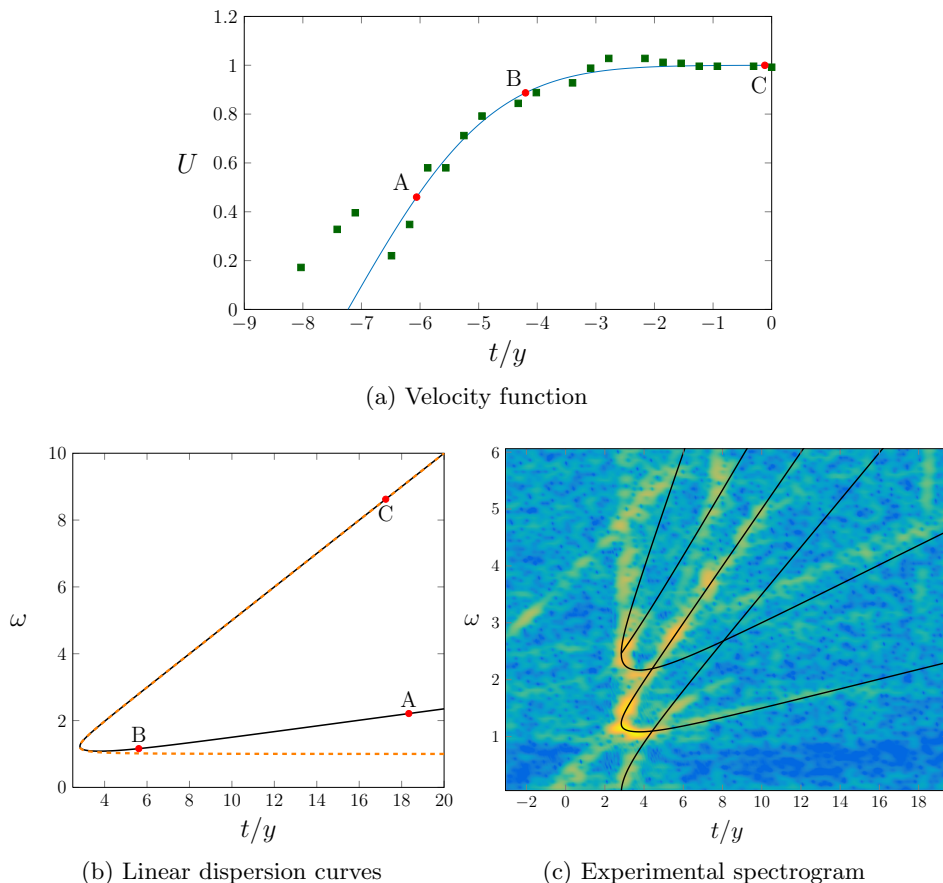 1.2
1
0.8
0.6
0.4
0.2
0
U
A
B
C
−9 −8 −7 −6 −5 −4 −3 −2 −1 0
t/y
(a) Velocity function
10
8
6
4
2
0
ω
C
A
B
4 6 8 10 12 14 16 18 20
t/y
(b) Linear dispersion curves
6
5
4
3
2
1
ω
−2 0 2 4 6 8 10 12 14 16 18
t/y
(c) Experimental spectrogram